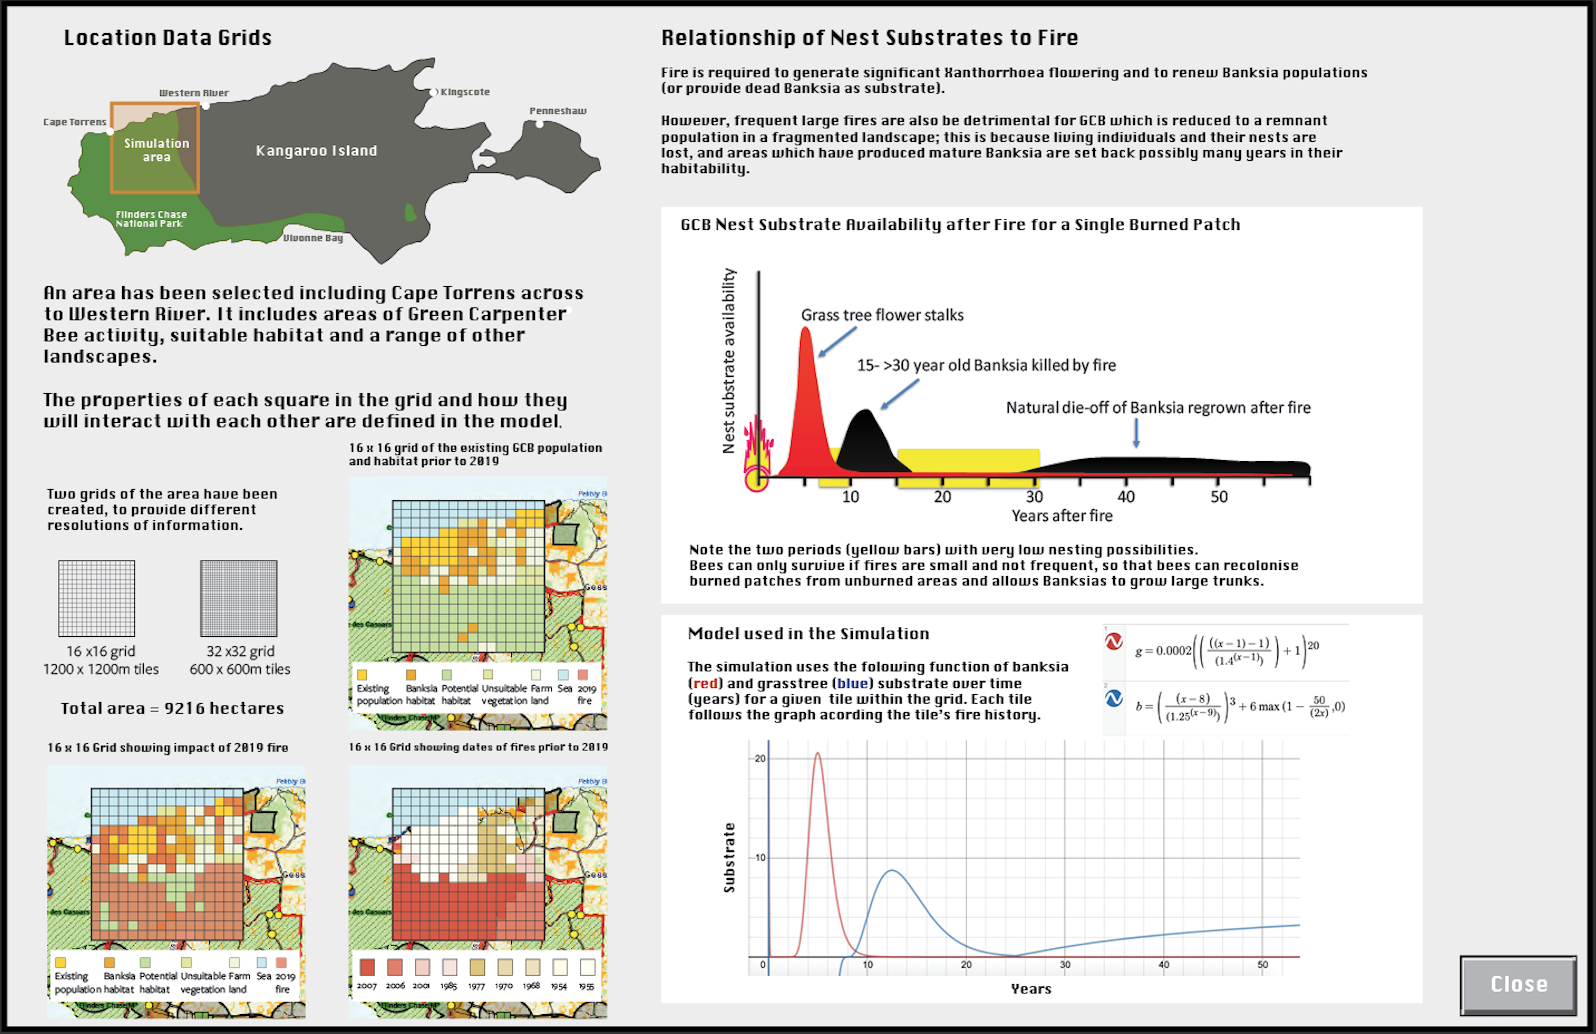 Location Data Grids
Western River
Kingscote
Cape Torrens
Penneshaw
Simulation
area
Kangaroo Island
Flinders Chase
National Park
Vivonne Bay
An area has been selected including Cape Torrens across
to Western River. It includes areas of Green Carpenter
Bee activity, suitable habitat and a range of other
landscapes.
The properties of each square in the grid and how they
will interact with each other are defined in the model.
Two grids of the area have been
created, to provide different
resolutions of information.
16 x16 grid
1200 x 1200m tiles
32 x32 grid
600 x 600m tiles
Total area = 9216 hectares
16 x 16 grid of the existing GCB population
and habitat prior to 2019
Pebbly B
Goss
des Casoars
Existing
population
Banksia
habitat
Potential
habitat
Unsuitable
vegetation
Farm
land
Sea
2019
fire
Flinders Chase
16 x 16 Grid showing impact of 2019 fire
Pebbly B
Goss
des Casoars
Existing
population
Banksia
habitat
Potential
habitat
Unsuitable
vegetation
Farm
land
Sea
2019
fire
Flinders Chase
16 x 16 Grid showing dates of fires prior to 2019
Pebbly B
Goss
des Casoars
2007 2006 2001 1985 1977 1970 1968 1954 1955
Flinders Chase
Relationship of Nest Substrates to Fire
Fire is required to generate significant Xanthorrhoea flowering and to renew Banksia populations
(or provide dead Banksia as substrate).
However, frequent large fires are also be detrimental for GCB which is reduced to a remnant
population in a fragmented landscape; this is because living individuals and their nests are
lost, and areas which have produced mature Banksia are set back possibly many years in their
habitability.
GCB Nest Substrate Availability after Fire for a Single Burned Patch
Nest substrate availability
Grass tree flower stalks
15- >30 year old Banksia killed by fire
Natural die-off of Banksia regrown after fire
10 20 30 40 50
Years after fire
Note the two periods (yellow bars) with very low nesting possibilities.
Bees can only survive if fires are small and not frequent, so that bees can recolonise
burned patches from unburned areas and allows Banksias to grow large trunks.
Model used in the Simulation
The simulation uses the folowing function of banksia
(red) and grasstree (blue) substrate over time
(years) for a given tile within the grid. Each tile
follows the graph acording the tile's fire history.
1
g = 0.0002((((x − 1) − 1)/(1.4^(x−1))) + 1)^20
2
b = ((x − 8)/(1.25^(x−9)))^3 + 6 max (1 − 50/(2x) ,0)
20
10
Substrate
0 10 20 30 40 50
Years
Close